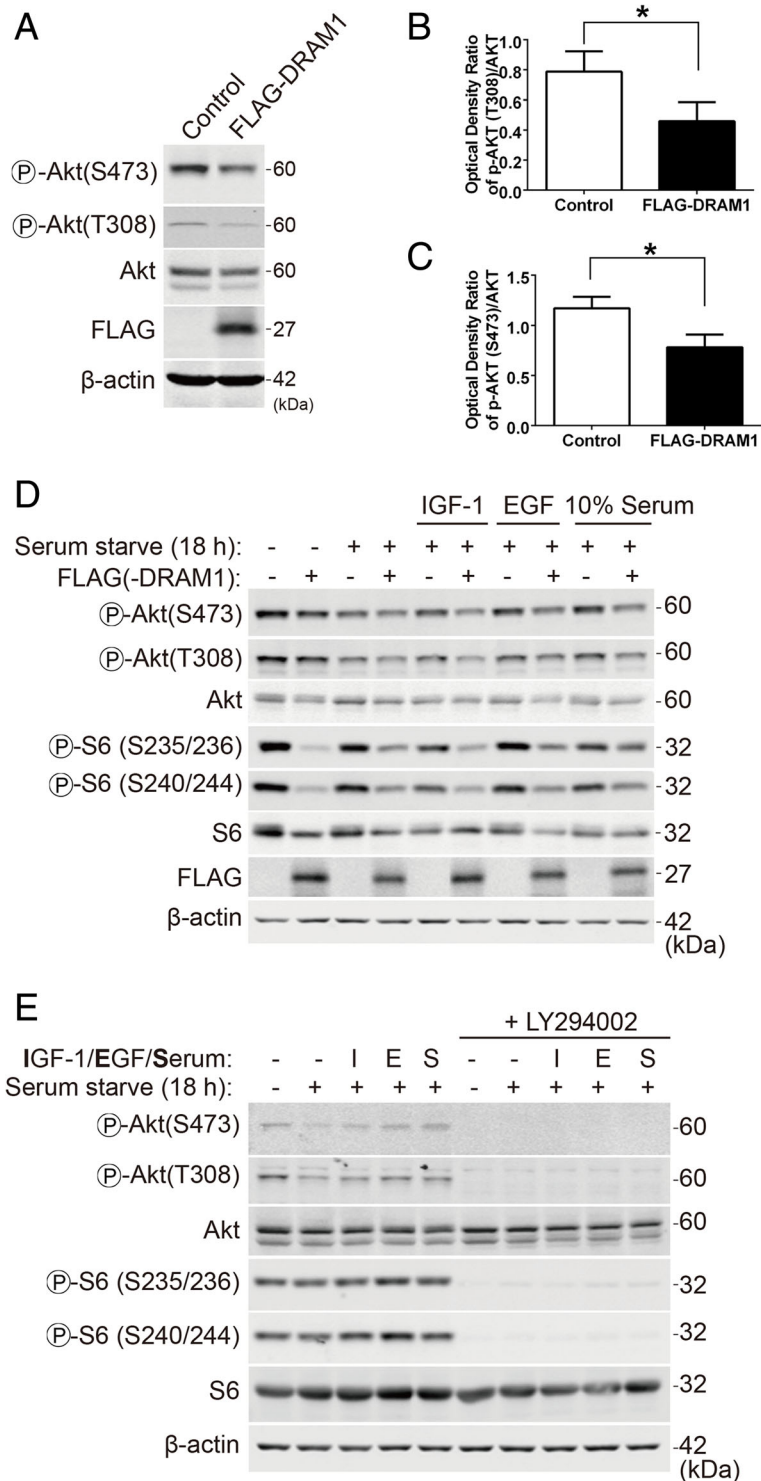 A
Control
FLAG-DRAM1
Ⓟ-Akt(S473)
-60
Ⓟ-Akt(T308)
-60
Akt
-60
FLAG
-27
β-actin
-42
(kDa)
B
*
Optical Density Ratio
of p-AKT (T308)/AKT
1.0
0.8
0.6
0.4
0.2
0.0
Control
FLAG-DRAM1
C
*
Optical Density Ratio
of p-AKT (S473)/AKT
1.5
1.0
0.5
0.0
Control
FLAG-DRAM1
D
IGF-1 EGF 10% Serum
Serum starve (18 h): - - + + + + + + + +
FLAG(-DRAM1): - + - + - + - + - +
Ⓟ-Akt(S473) -60
Ⓟ-Akt(T308) -60
Akt -60
Ⓟ-S6 (S235/236) -32
Ⓟ-S6 (S240/244) -32
S6 -32
FLAG -27
β-actin -42
(kDa)
E
+ LY294002
IGF-1/EGF/Serum: - - I E S - - I E S
Serum starve (18 h): - + + + + - + + + +
Ⓟ-Akt(S473) -60
Ⓟ-Akt(T308) -60
Akt -60
Ⓟ-S6 (S235/236) -32
Ⓟ-S6 (S240/244) -32
S6 -32
β-actin -42
(kDa)